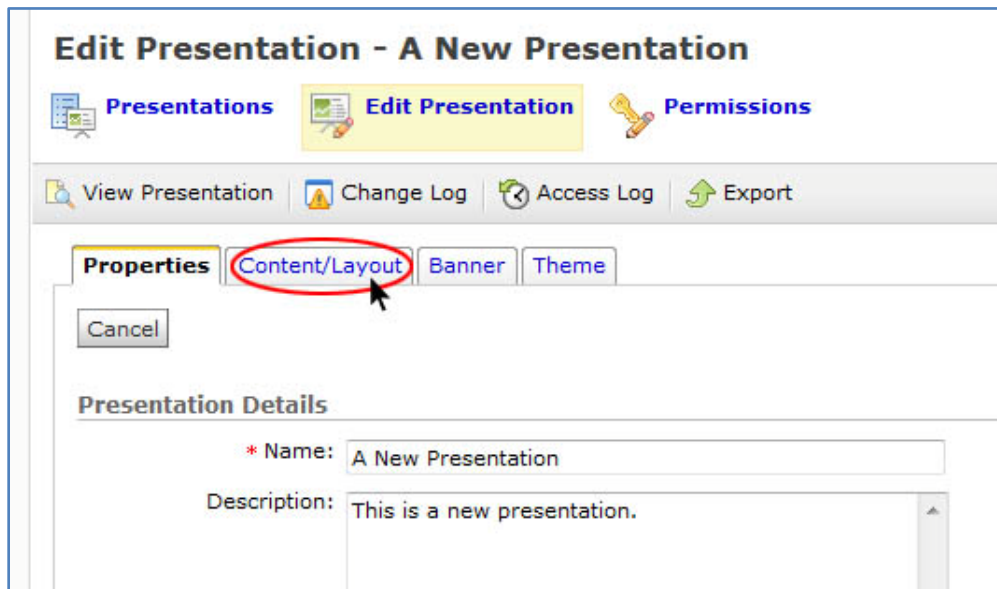 Edit Presentation - A New Presentation
Presentations Edit Presentation Permissions
View Presentation Change Log Access Log Export
Properties Content/Layout Banner Theme
Cancel
Presentation Details
* Name: A New Presentation
Description: This is a new presentation.